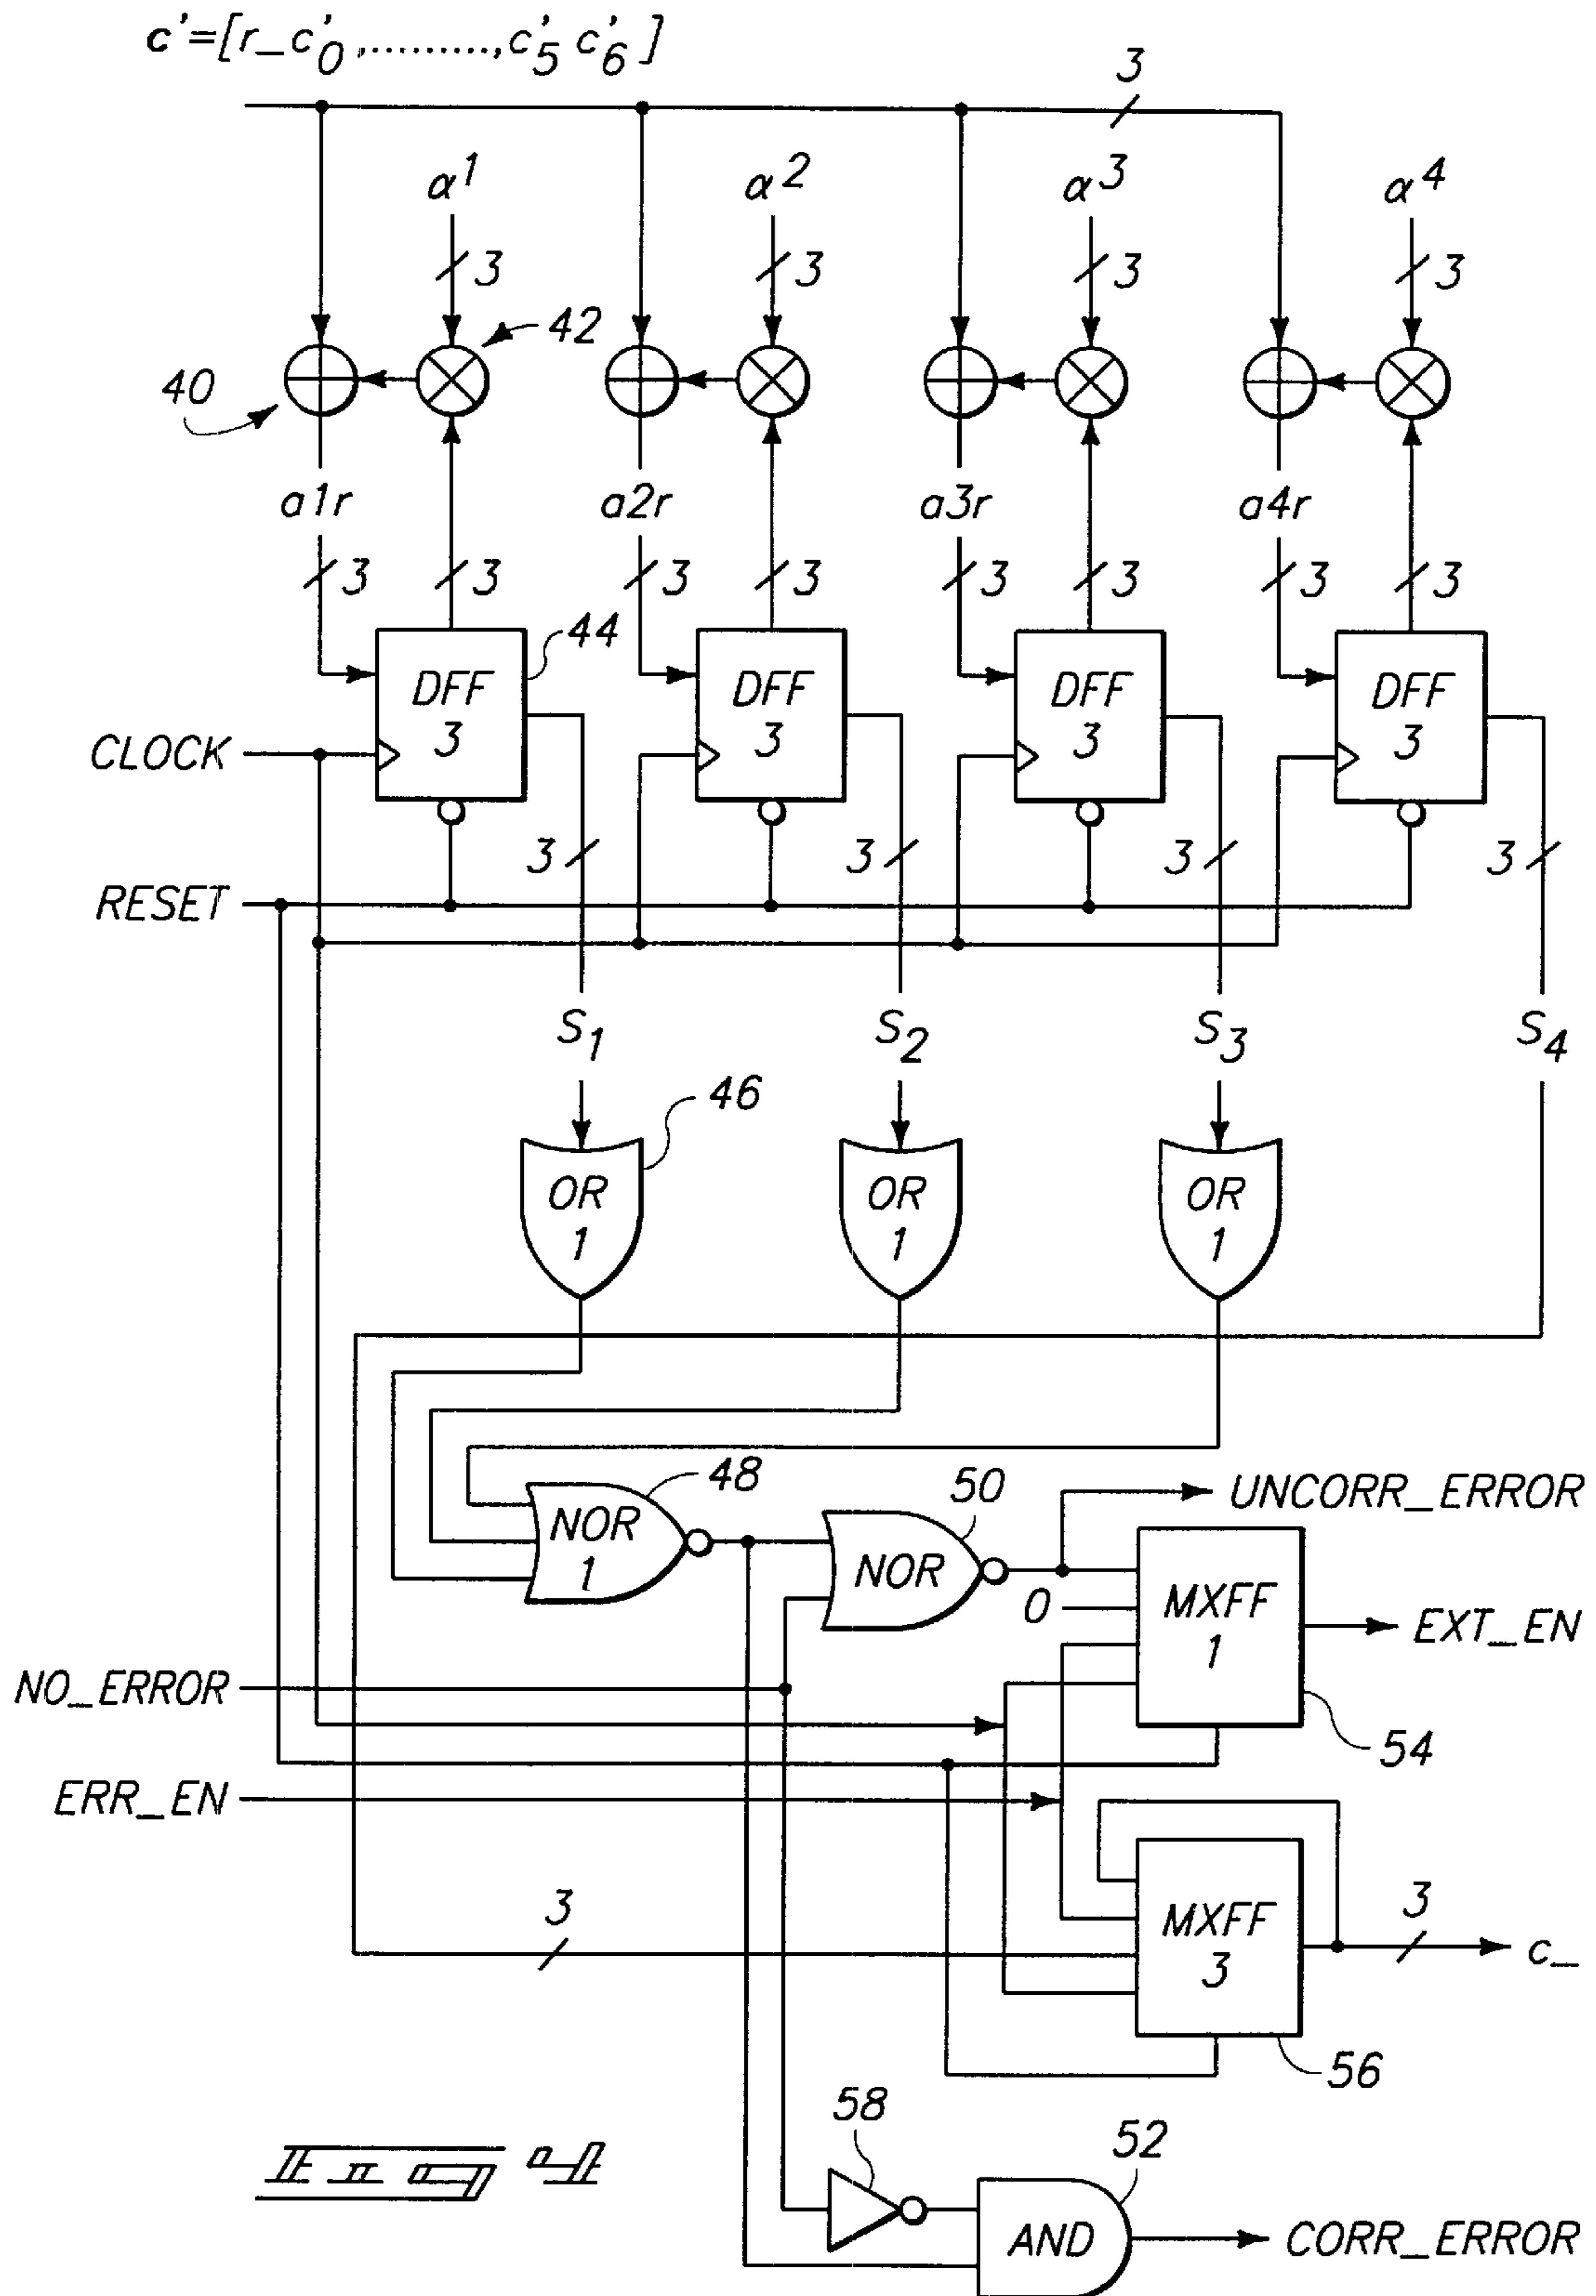 c'=[r_c'0,.........,c'5 c'6]
3
α1 α2 α3 α4
3 3 3 3
42
40
a1r a2r a3r a4r
3 3 3 3 3 3 3 3
44
DFF 3 DFF 3 DFF 3 DFF 3
CLOCK
3 3 3 3
RESET
S1 S2 S3 S4
46
OR 1 OR 1 OR 1
48
50
UNCORR_ERROR
NOR 1
NOR
0
MXFF 1
EXT_EN
NO_ERROR
54
ERR_EN
3
MXFF 3
3
c_
56
58
52
Fig 4
AND
CORR_ERROR